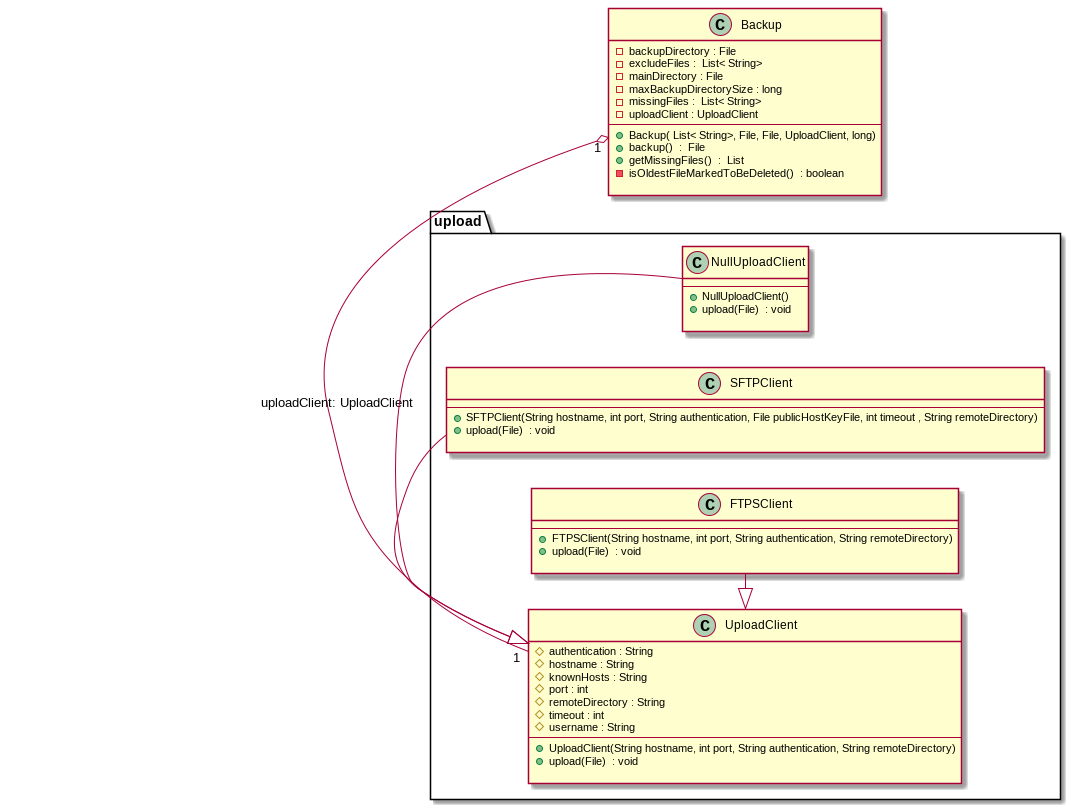 C Backup
backupDirectory : File
excludeFiles :  List< String>
mainDirectory : File
maxBackupDirectorySize : long
missingFiles :  List< String>
uploadClient : UploadClient
Backup( List< String>, File, File, UploadClient, long)
backup()  :  File
getMissingFiles()  :  List
isOldestFileMarkedToBeDeleted()  : boolean
1
upload
C NullUploadClient
NullUploadClient()
upload(File)  : void
C SFTPClient
uploadClient: UploadClient
SFTPClient(String hostname, int port, String authentication, File publicHostKeyFile, int timeout , String remoteDirectory)
upload(File)  : void
C FTPSClient
FTPSClient(String hostname, int port, String authentication, String remoteDirectory)
upload(File)  : void
C UploadClient
1
authentication : String
hostname : String
knownHosts : String
port : int
remoteDirectory : String
timeout : int
username : String
UploadClient(String hostname, int port, String authentication, String remoteDirectory)
upload(File)  : void